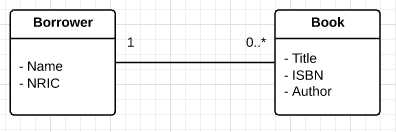 Borrower
- Name
- NRIC
1
0..*
Book
- Title
- ISBN
- Author